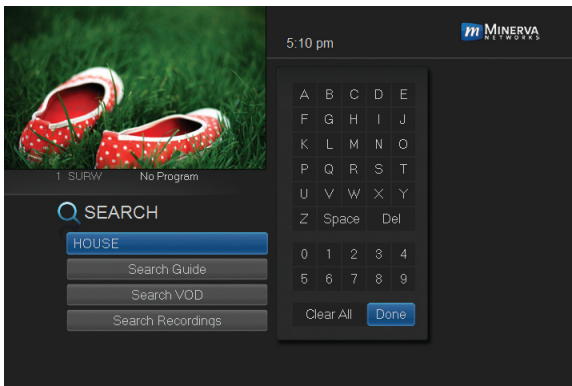 5:10 pm
m MINERVA
NETWORKS
1 SURW No Program
SEARCH
HOUSE
Search Guide
Search VOD
Search Recordings
A B C D E
F G H I J
K L M N O
P Q R S T
U V W X Y
Z Space Del
0 1 2 3 4
5 6 7 8 9
Clear All Done